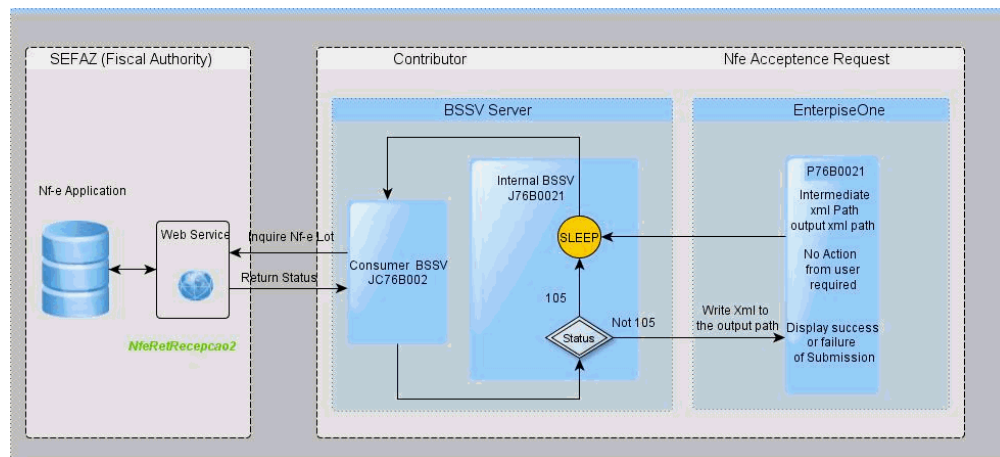 SEFAZ (Fiscal Authority)
Contributor
Nfe Acceptence Request
BSSV Server
EnterpiseOne
Nf-e Application
Web Service
NfeRetRecepcao2
Inquire Nf-e Lot
Return Status
Consumer BSSV
JC76B002
Internal BSSV
J76B0021
SLEEP
105
Status
Not 105
Write Xml to
the output path
P76B0021
Intermediate
xml Path
output xml path
No Action
from user
required
Display success
or failure
of Submission